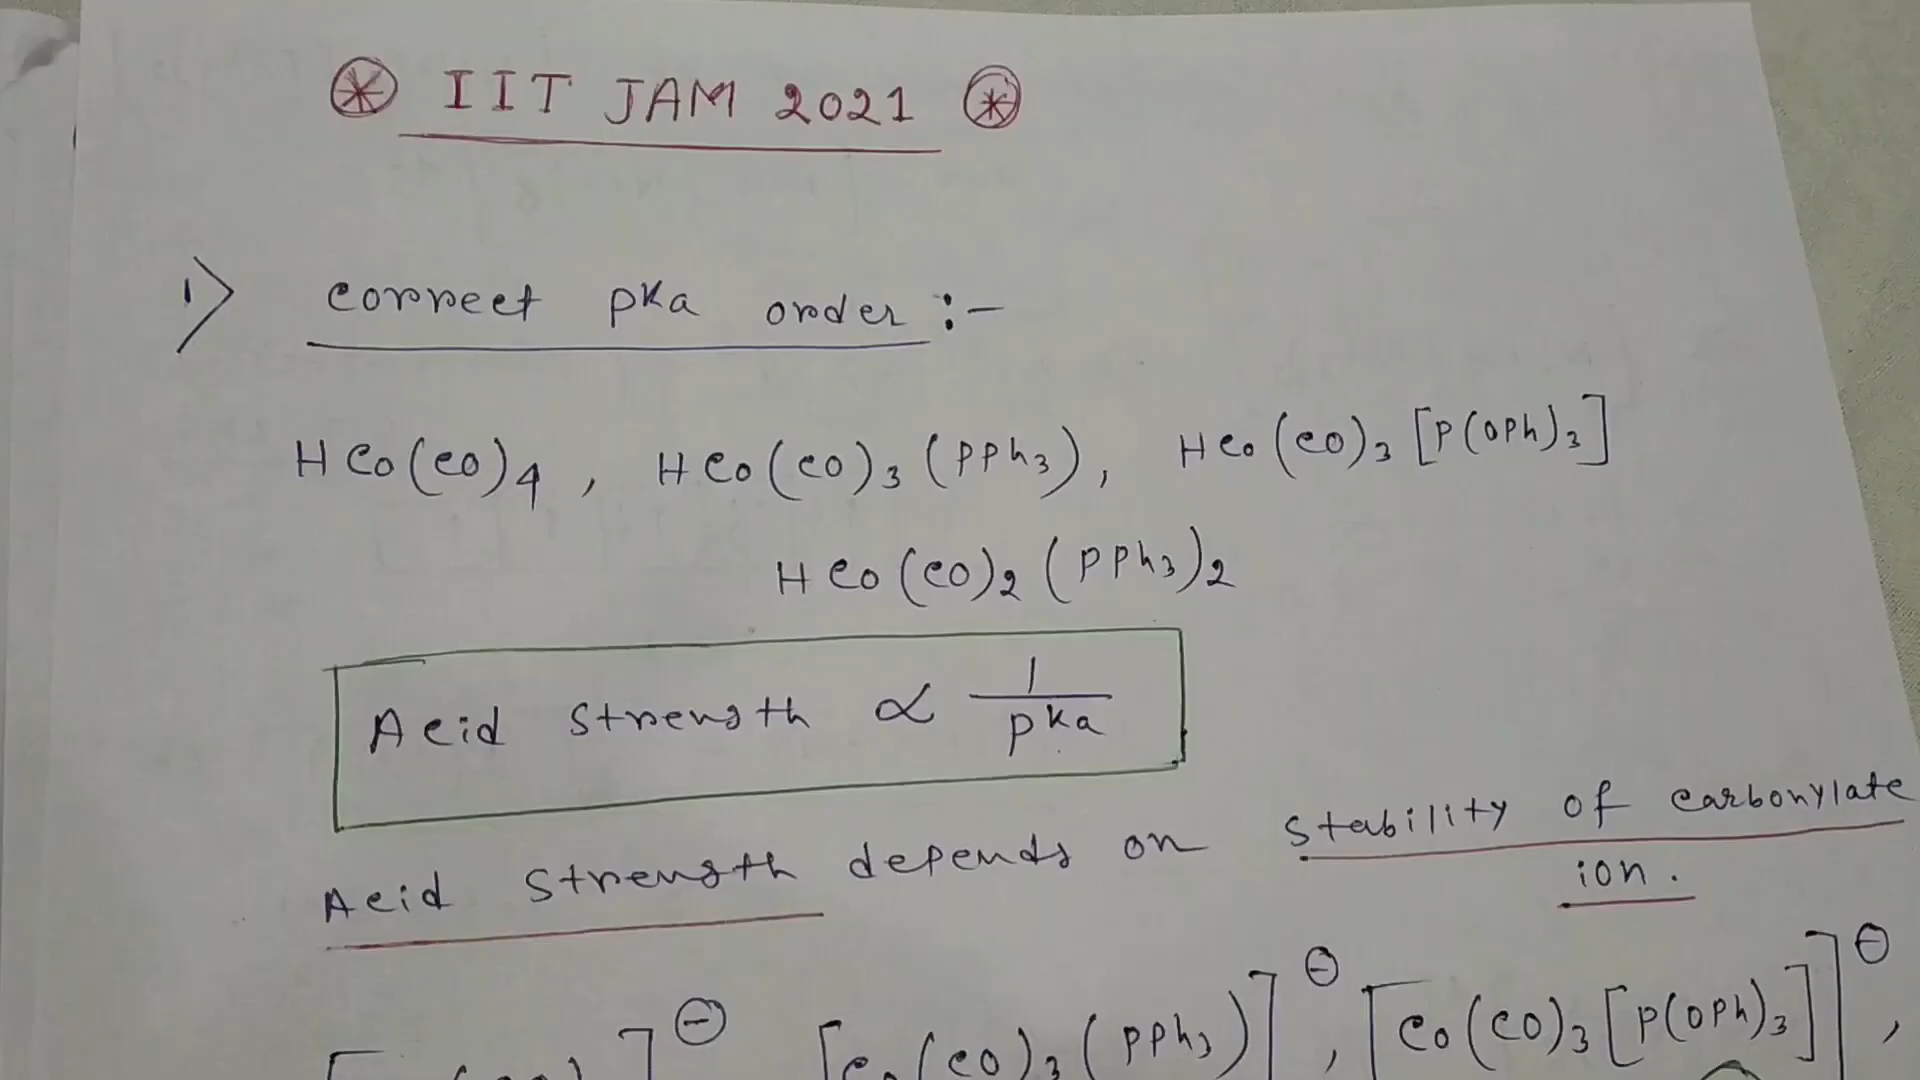 ⊛ IIT JAM 2021 ⊛
1> correct pka order :-
HCo(CO)4 , HCo(CO)3(PPh3), HCo(CO)3[P(OPh)3]
HCo(CO)2(PPh3)2
Acid strength ∝ 1/pka
Acid strength depends on stability of carbonylate
ion.
⊖ [Co(CO)3(PPh3)]⊖ , [Co(CO)3[P(OPh)3]]⊖ ,